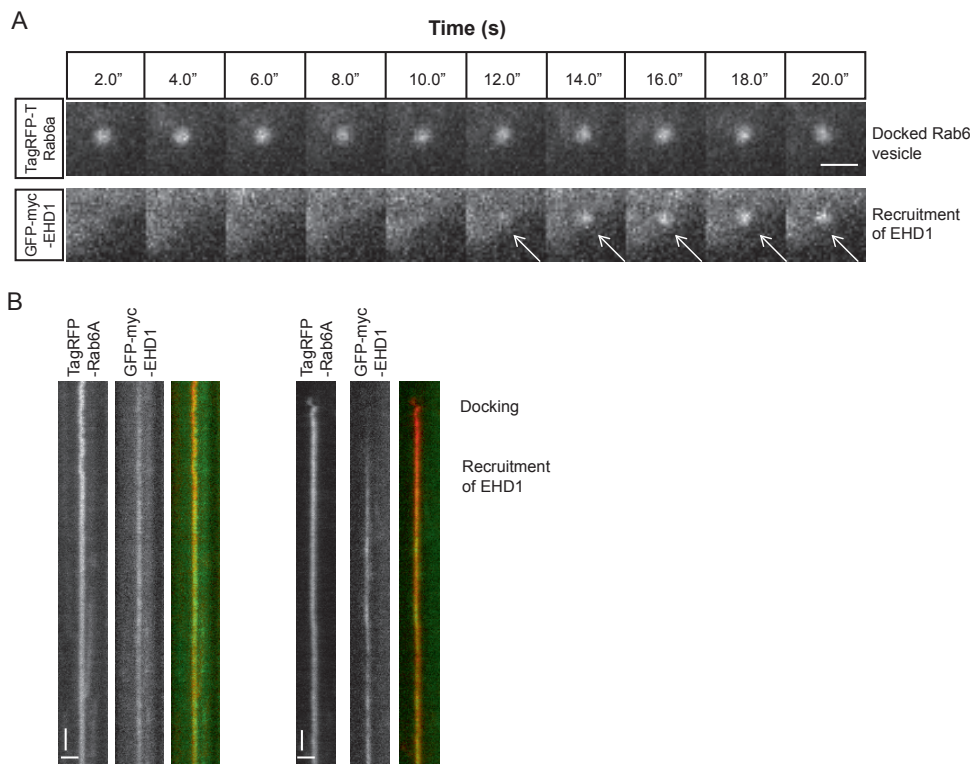 A
Time (s)
2.0” 4.0” 6.0” 8.0” 10.0” 12.0” 14.0” 16.0” 18.0” 20.0”
TagRFP-T
Rab6a
Docked Rab6
vesicle
GFP-myc
-EHD1
Recruitment
of EHD1
B
TagRFP
-Rab6A
GFP-myc
-EHD1
TagRFP
-Rab6A
GFP-myc
-EHD1
Docking
Recruitment
of EHD1